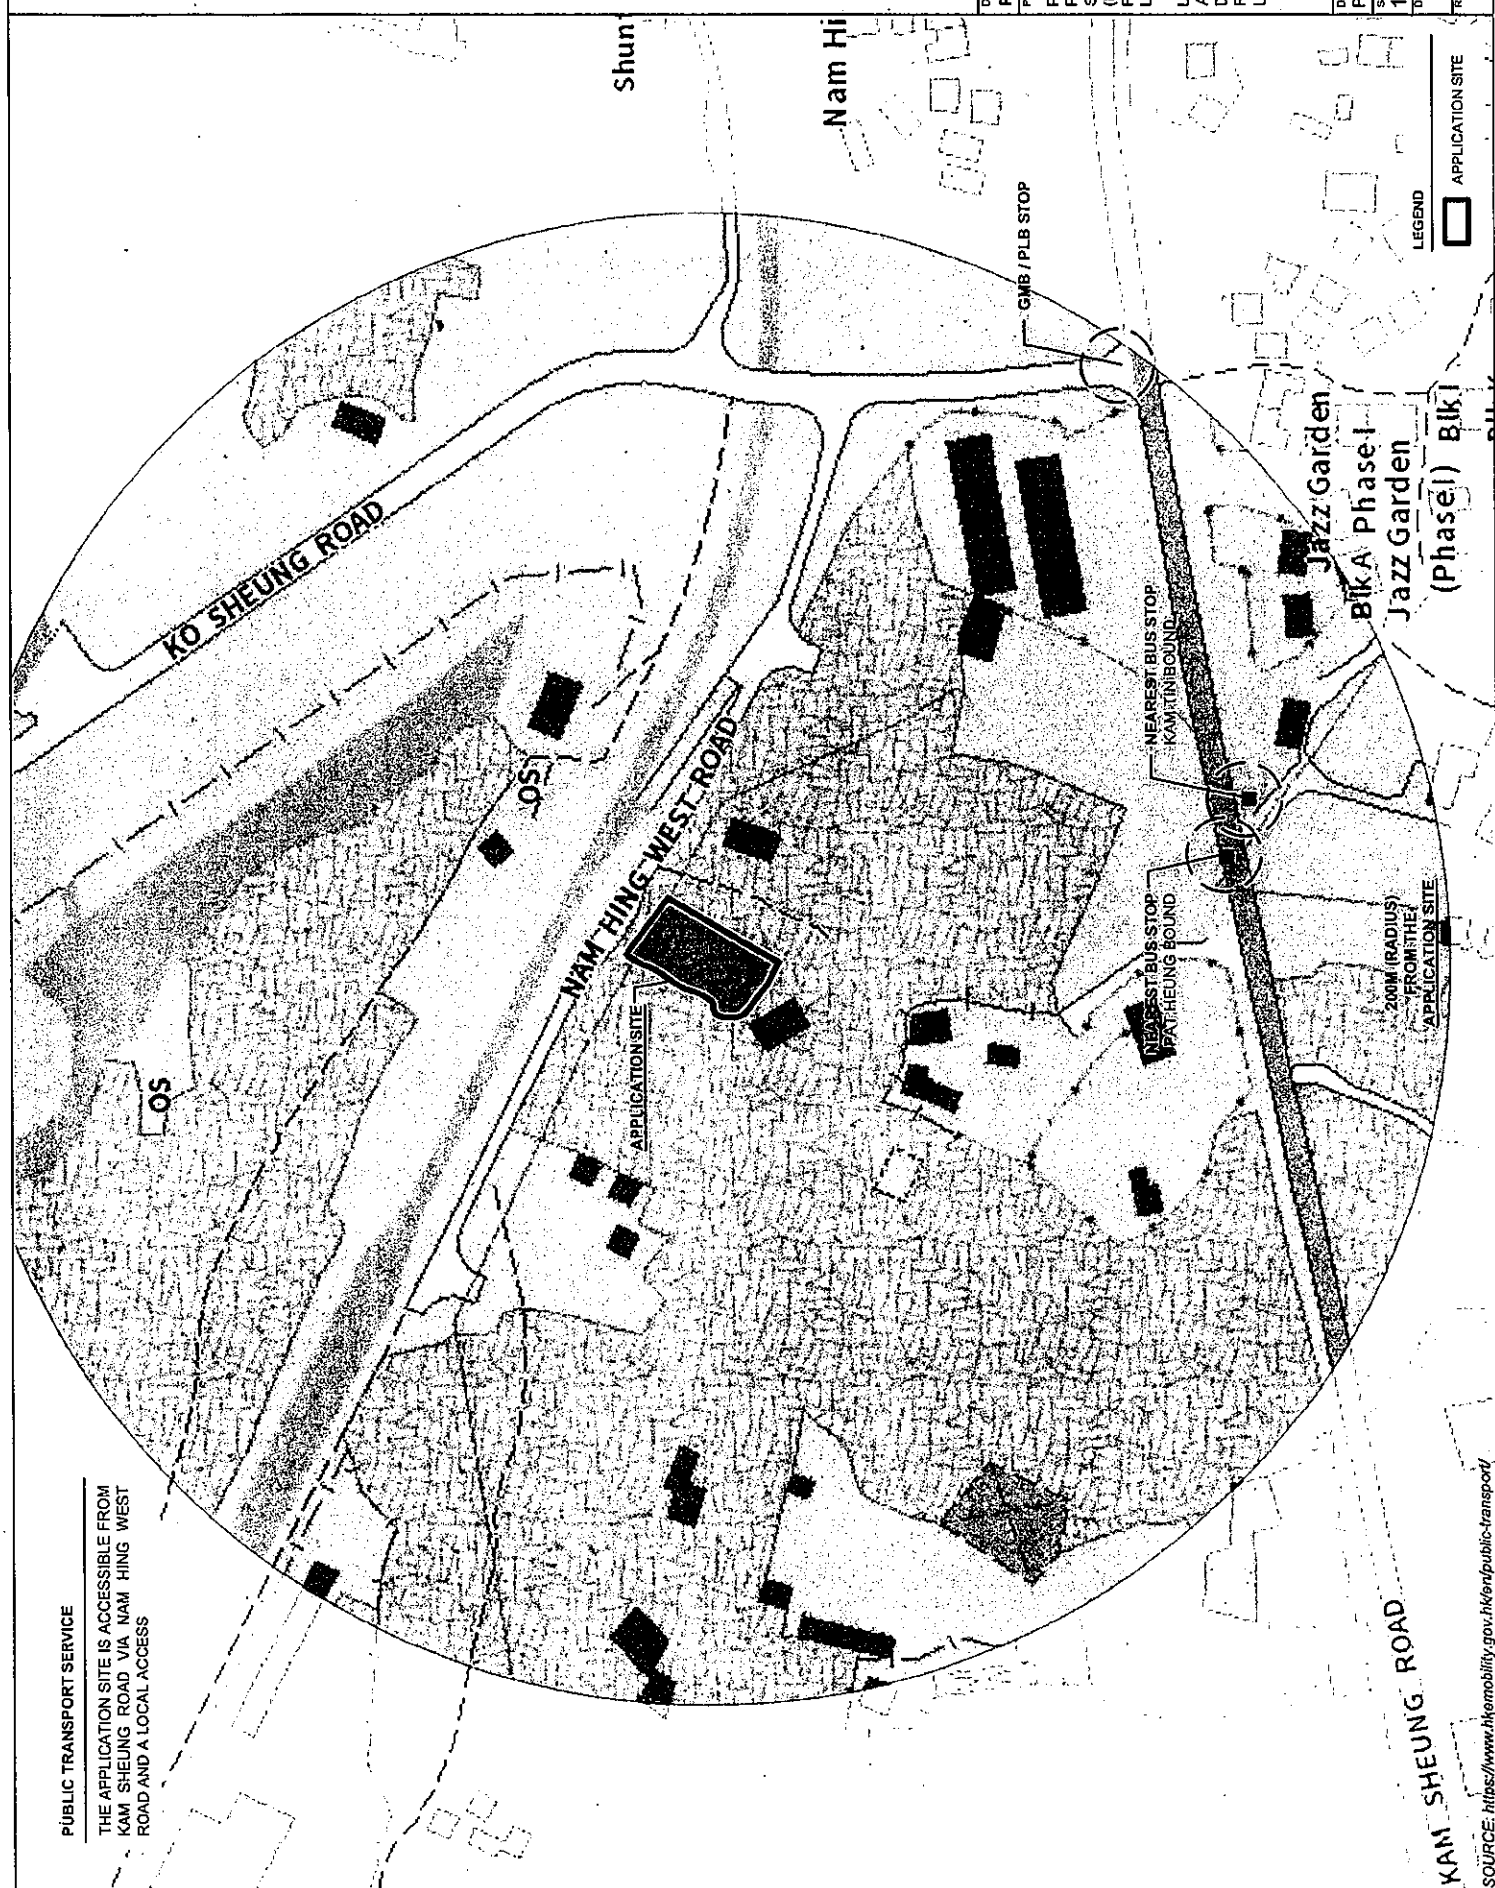 PUBLIC TRANSPORT SERVICE
THE APPLICATION SITE IS ACCESSIBLE FROM
KAM SHEUNG ROAD VIA NAM HING WEST
ROAD AND A LOCAL ACCESS
KO SHEUNG ROAD
OS
OS
NAM HING WEST ROAD
APPLICATION SITE
Shun
Nam Hi
GMB / PLB STOP
NEAREST BUS STOP
KAM TIN BOUND
NEAREST BUS STOP
PAT HEUNG BOUND
200M (RADIUS)
FROM THE
APPLICATION SITE
Jazz Garden
Blk A Phase I
Jazz Garden
(Phase I) Blk I
KAM SHEUNG ROAD
LEGEND
APPLICATION SITE
SOURCE: https://www.hkemobility.gov.hk/en/public-transport/